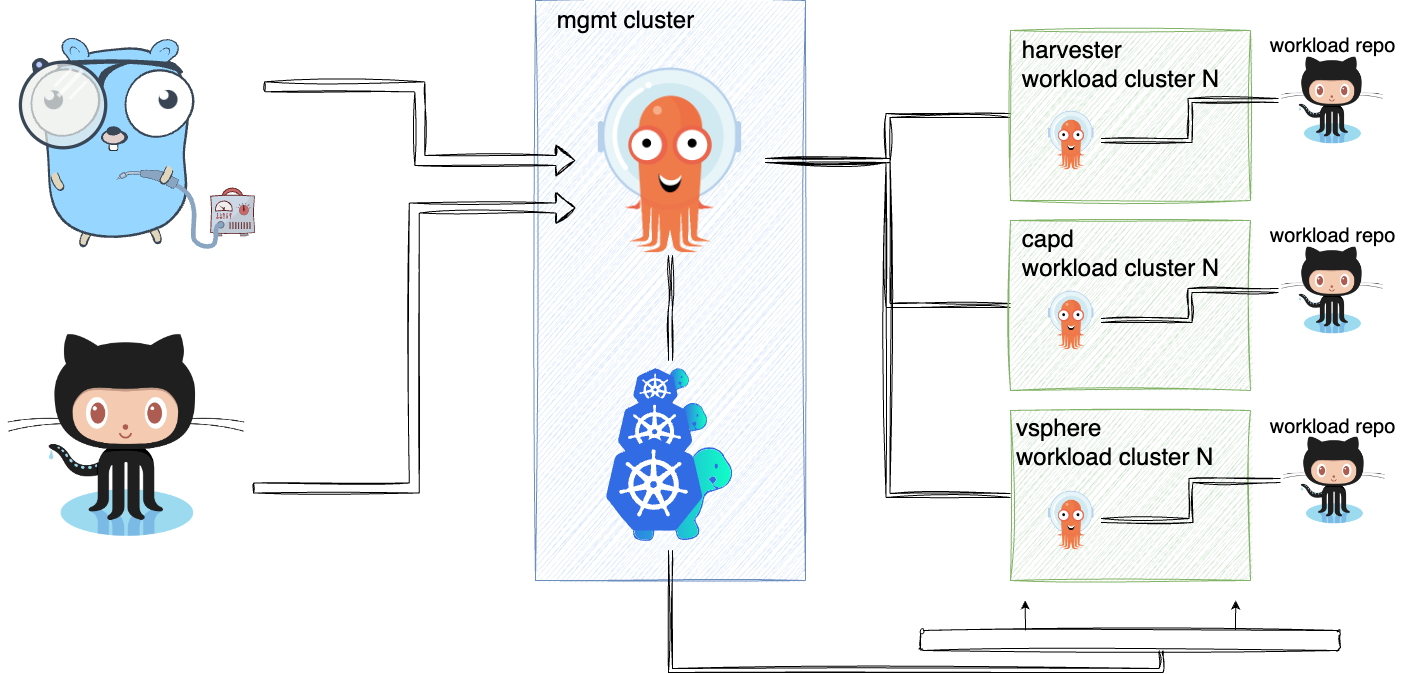 mgmt cluster
harvester
workload cluster N
workload repo
capd
workload cluster N
workload repo
vsphere
workload cluster N
workload repo